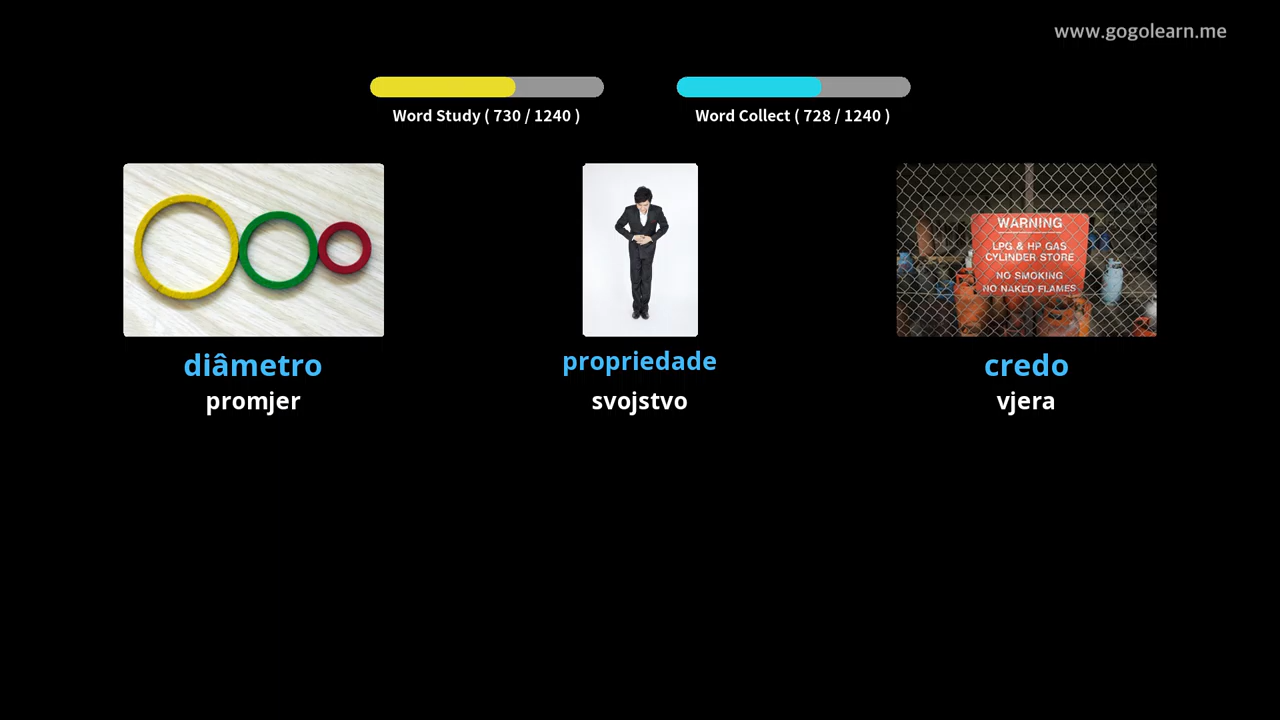 www.gogolearn.me
Word Study ( 730 / 1240 )
Word Collect ( 728 / 1240 )
WARNING
LPG & HP GAS
CYLINDER STORE
NO SMOKING
NO NAKED FLAMES
diâmetro
propriedade
credo
promjer
svojstvo
vjera